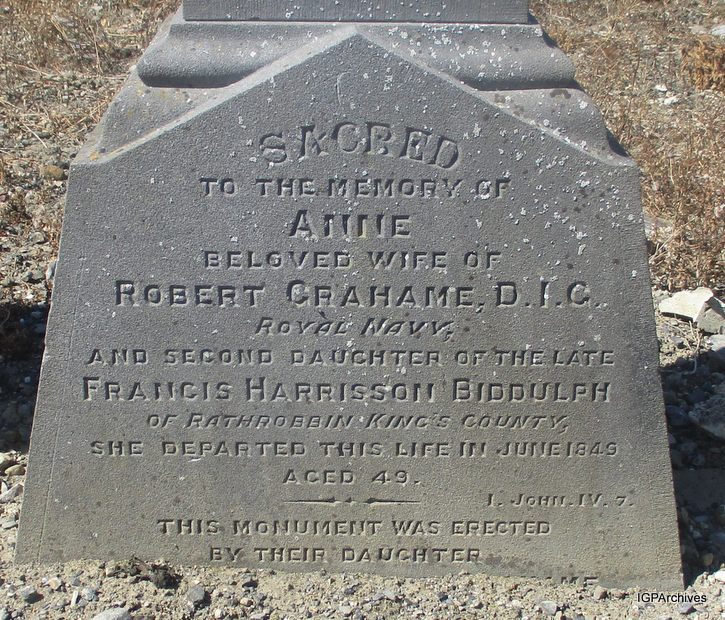 SACRED
TO THE MEMORY OF
ANNE
BELOVED WIFE OF
ROBERT GRAHAME, D.I.G.
ROYAL NAVY,
AND SECOND DAUGHTER OF THE LATE
FRANCIS HARRISSON BIDDULPH
OF RATHROBBIN KING'S COUNTY,
SHE DEPARTED THIS LIFE IN JUNE 1849
AGED 49.
I. JOHN. IV. 7.
THIS MONUMENT WAS ERECTED
BY THEIR DAUGHTER
IGPArchives